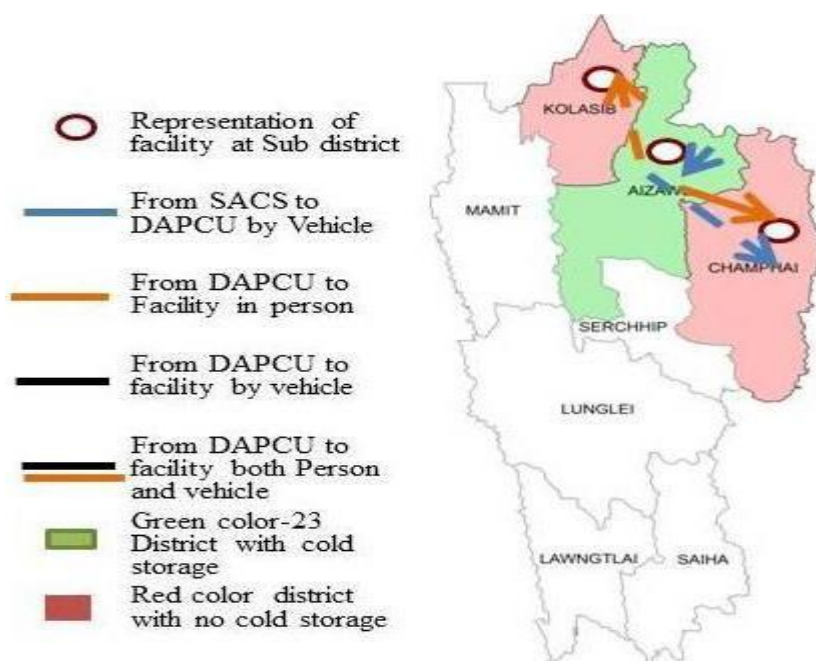 Representation of
facility at Sub district
From SACS to
DAPCU by Vehicle
From DAPCU to
Facility in person
From DAPCU to
facility by vehicle
From DAPCU to
facility both Person
and vehicle
Green color-23
District with cold
storage
Red color district
with no cold storage
KOLASIB
MAMIT
AIZAWL
CHAMPHAI
SERCHHIP
LUNGLEI
LAWNGTLAI
SAIHA